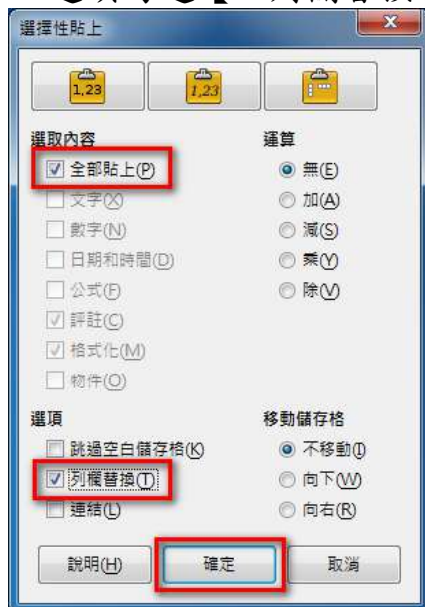 選擇性貼上
1,23 1,23
選取內容 運算
全部貼上(P) 無(E)
文字(X) 加(A)
數字(N) 減(S)
日期和時間(D) 乘(Y)
公式(F) 除(V)
評註(C)
格式化(M)
物件(O)
選項 移動儲存格
跳過空白儲存格(K) 不移動(I)
列欄替換(T) 向下(W)
連結(L) 向右(R)
說明(H) 確定 取消